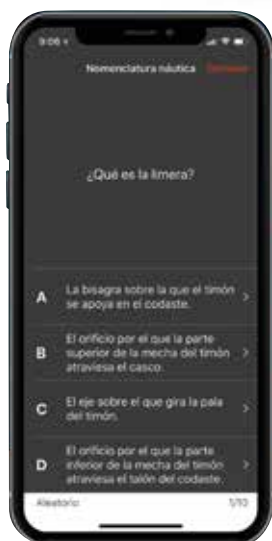 9:06
Nomenclatura náutica
¿Qué es la limera?
A
La bisagra sobre la que el timón
se apoya en el codaste.
B
El orificio por el que la parte
superior de la mecha del timón
atraviesa el casco.
C
El eje sobre el que gira la pala
del timón.
D
El orificio por el que la parte
inferior de la mecha del timón
atraviesa el talón del codaste.
Aleatorio
1/10